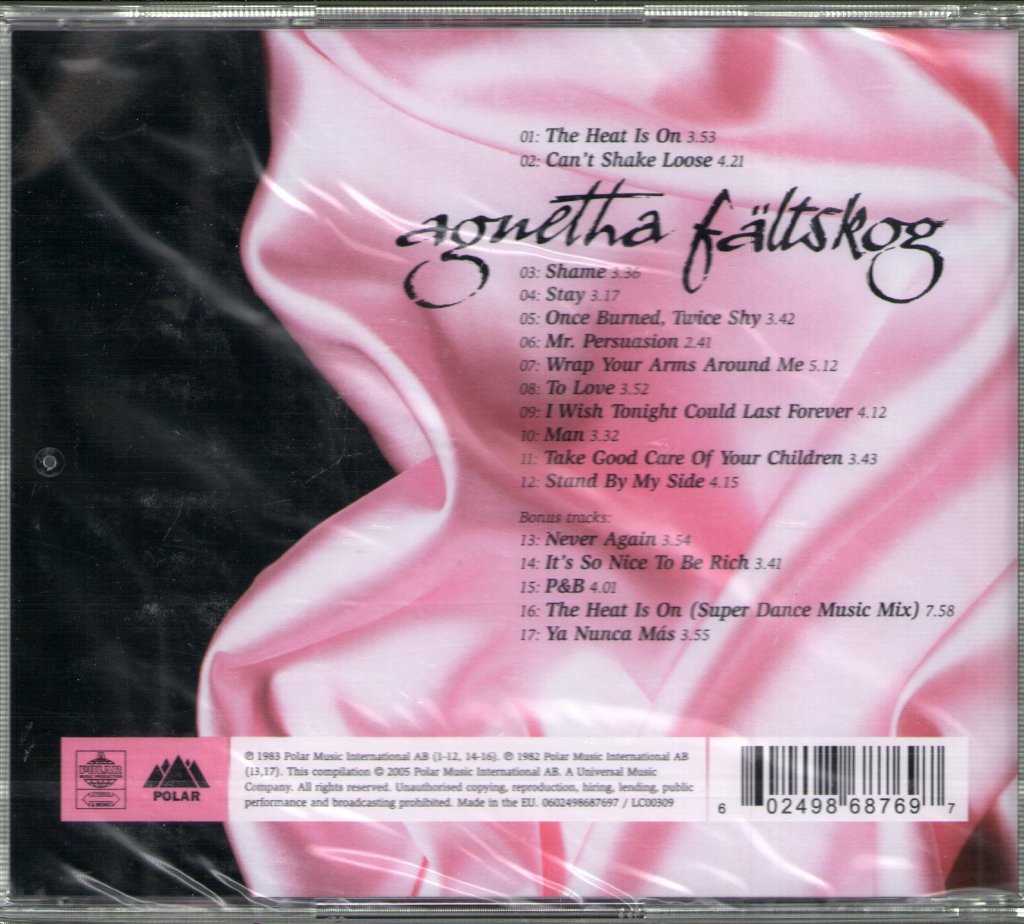 01: The Heat Is On 3.53
02: Can't Shake Loose 4.21
agnetha fältskog
03: Shame 3.36
04: Stay 3.17
05: Once Burned, Twice Shy 3.42
06: Mr. Persuasion 2.41
07: Wrap Your Arms Around Me 5.12
08: To Love 3.52
09: I Wish Tonight Could Last Forever 4.12
10: Man 3.32
11: Take Good Care Of Your Children 3.43
12: Stand By My Side 4.15
Bonus tracks:
13: Never Again 3.54
14: It's So Nice To Be Rich 3.41
15: P&B 4.01
16: The Heat Is On (Super Dance Music Mix) 7.58
17: Ya Nunca Más 3.55
POLAR
POLAR
℗ 1983 Polar Music International AB (1-12, 14-16). ℗ 1982 Polar Music International AB
(13,17). This compilation © 2005 Polar Music International AB. A Universal Music
Company. All rights reserved. Unauthorised copying, reproduction, hiring, lending, public
performance and broadcasting prohibited. Made in the EU. 0602498687697 / LC00309
6 02498 68769 7